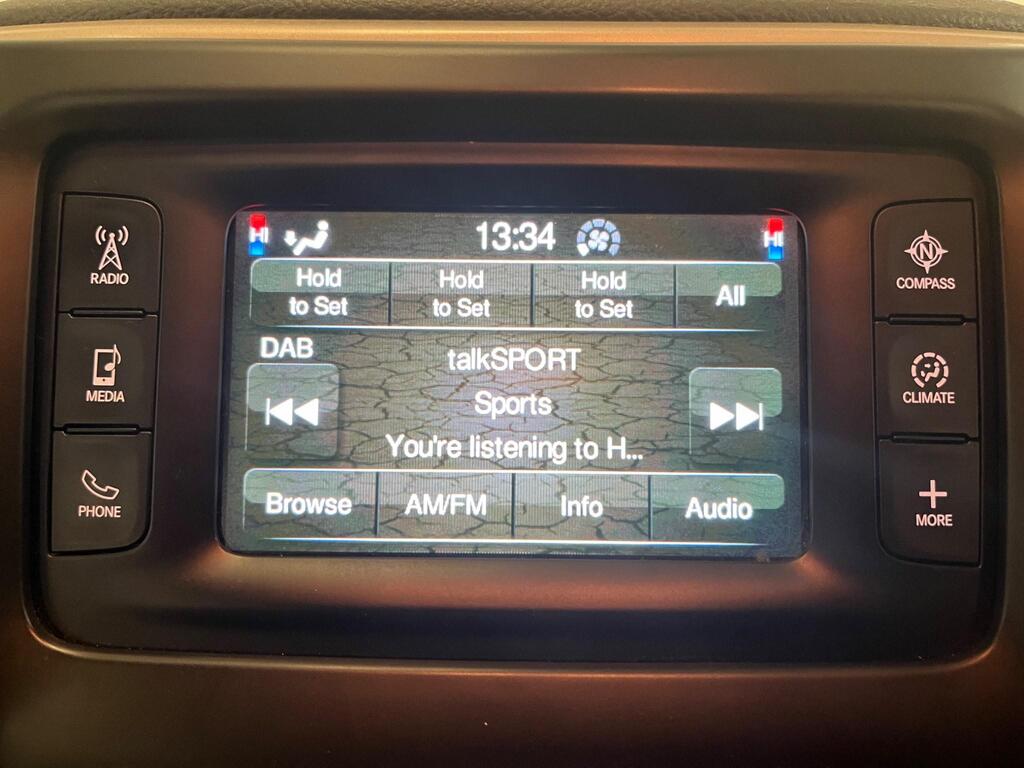 HI
13:34
HI
Hold
to Set
Hold
to Set
Hold
to Set
All
DAB
talkSPORT
Sports
You're listening to H...
Browse
AM/FM
Info
Audio
RADIO
MEDIA
PHONE
N
COMPASS
CLIMATE
MORE